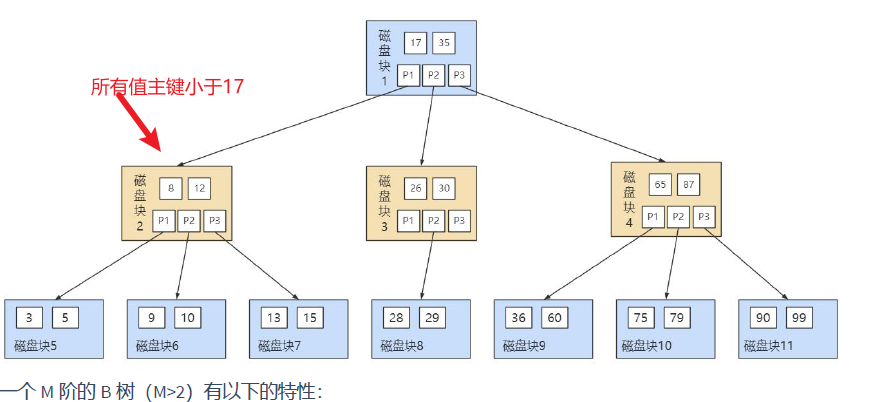 磁盘块1
17 35
P1 P2 P3
所有值主键小于17
磁盘块2
8 12
P1 P2 P3
磁盘块3
26 30
P1 P2 P3
磁盘块4
65 87
P1 P2 P3
3 5
磁盘块5
9 10
磁盘块6
13 15
磁盘块7
28 29
磁盘块8
36 60
磁盘块9
75 79
磁盘块10
90 99
磁盘块11
一个 M 阶的 B 树（M>2）有以下的特性：